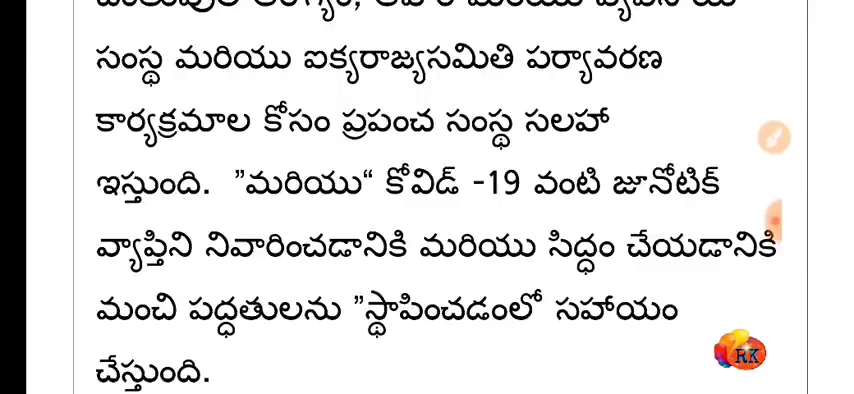 సంస్థ మరియు ఐక్యరాజ్యసమితి పర్యావరణ
కార్యక్రమాల కోసం ప్రపంచ సంస్థ సలహా
ఇస్తుంది. ”మరియు“ కోవిడ్ -19 వంటి జూనోటిక్
వ్యాప్తిని నివారించడానికి మరియు సిద్ధం చేయడానికి
మంచి పద్ధతులను ”స్థాపించడంలో సహాయం
చేస్తుంది.
RK